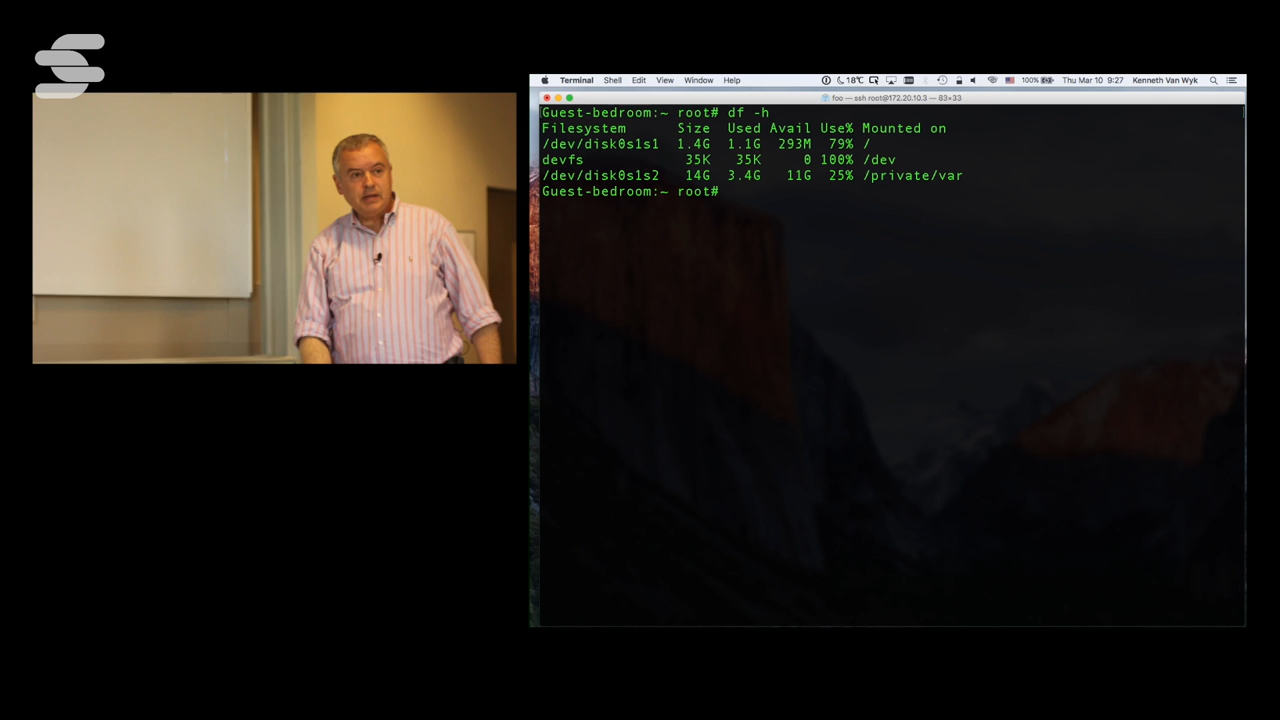 Terminal Shell Edit View Window Help 18°C 100% Thu Mar 10 9:27 Kenneth Van Wyk
foo — ssh root@172.20.10.3 — 83×33
Guest-bedroom:~ root# df -h
Filesystem Size Used Avail Use% Mounted on
/dev/disk0s1s1 1.4G 1.1G 293M 79% /
devfs 35K 35K 0 100% /dev
/dev/disk0s1s2 14G 3.4G 11G 25% /private/var
Guest-bedroom:~ root#